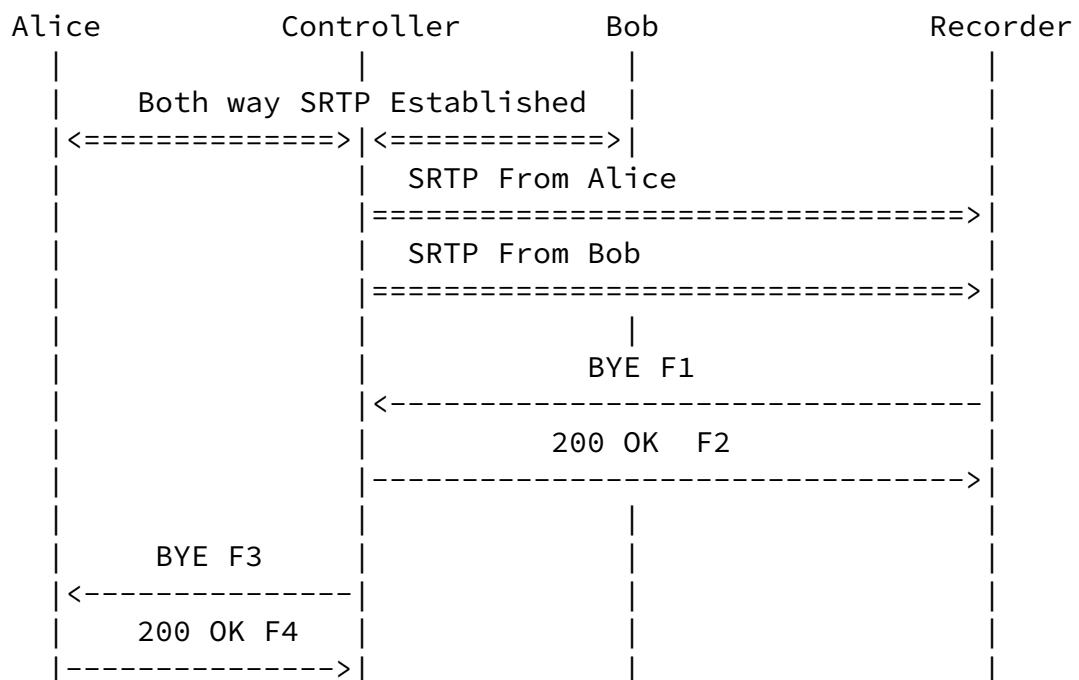 Alice Controller Bob Recorder
Both way SRTP Established
SRTP From Alice
SRTP From Bob
BYE F1
200 OK F2
BYE F3
200 OK F4